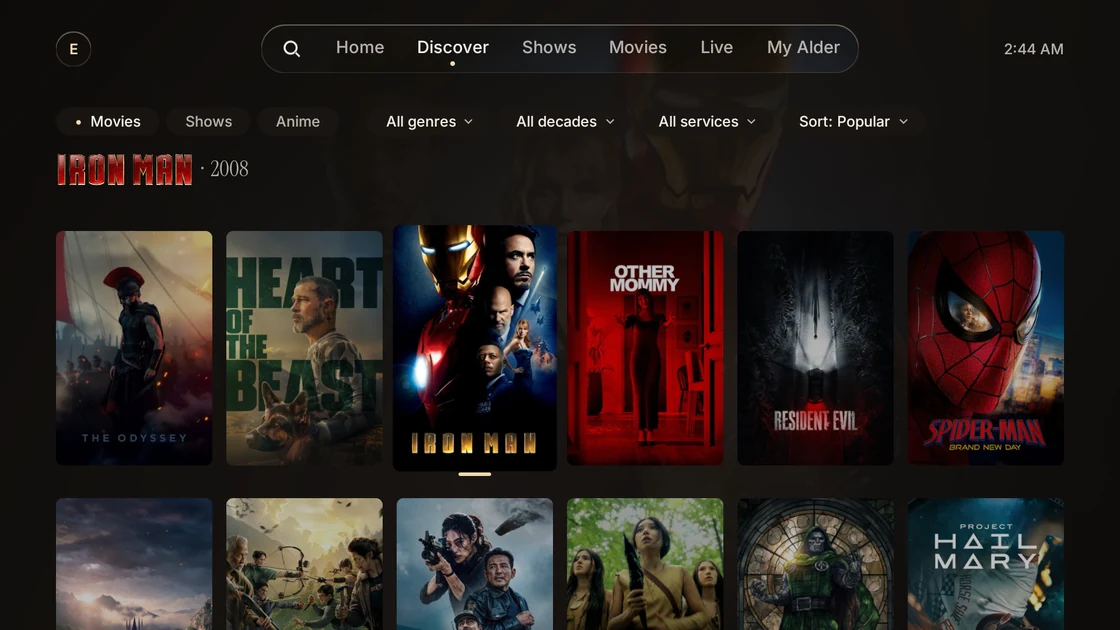 E
Home
Discover
Shows
Movies
Live
My Alder
2:44 AM
Movies
Shows
Anime
All genres
All decades
All services
Sort: Popular
IRON MAN · 2008
THE ODYSSEY
HEART
OF
THE
BEAST
IRON MAN
OTHER
MOMMY
RESIDENT EVIL
SPIDER-MAN
BRAND NEW DAY
PROJECT
HAIL
MARY